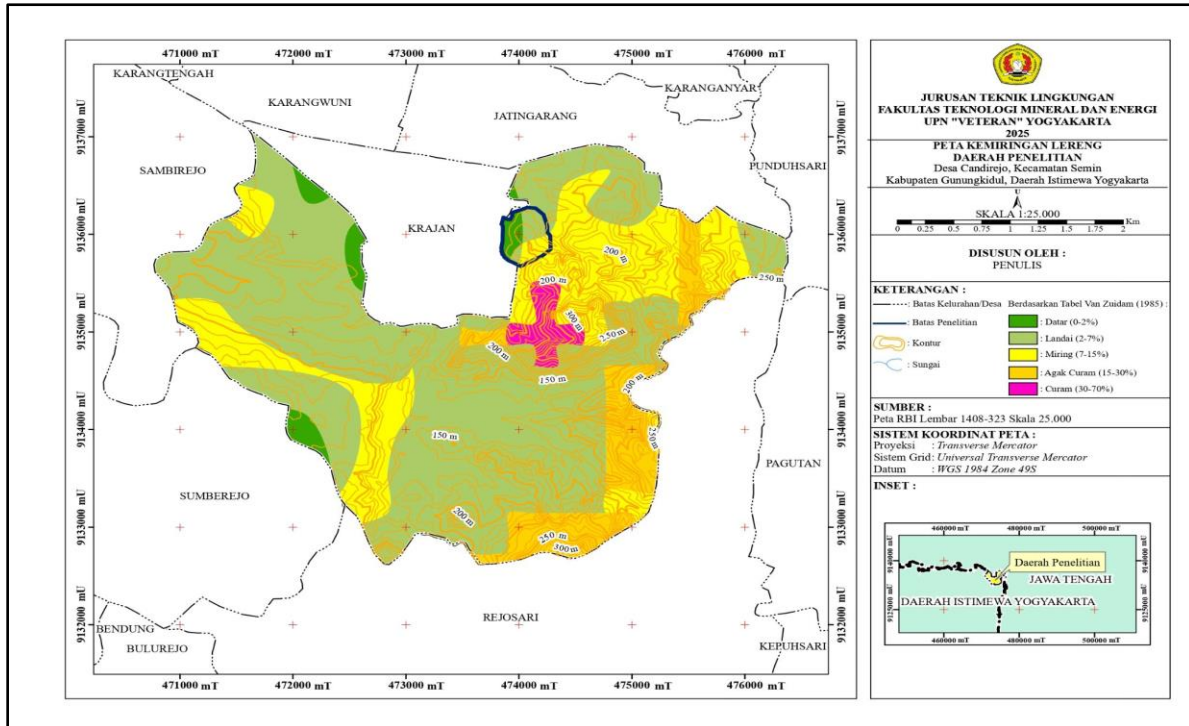 471000 mT 472000 mT 473000 mT 474000 mT 475000 mT 476000 mT
9137000 mU
9136000 mU
9135000 mU
9134000 mU
9133000 mU
9132000 mU
KARANGTENGAH
KARANGWUNI
JATINGARANG
KARANGANYAR
SAMBIREJO
PUNDUHSARI
KRAJAN
200 m
250 m
200 m
300 m
250 m
200 m
150 m
200 m
150 m
250 m
200 m
250 m
300 m
PAGUTAN
SUMBEREJO
REJOSARI
BENDUNG
BULUREJO
KEPUHSARI
9137000 mU
9136000 mU
9135000 mU
9134000 mU
9133000 mU
9132000 mU
471000 mT 472000 mT 473000 mT 474000 mT 475000 mT 476000 mT
JURUSAN TEKNIK LINGKUNGAN
FAKULTAS TEKNOLOGI MINERAL DAN ENERGI
UPN "VETERAN" YOGYAKARTA
2025
PETA KEMIRINGAN LERENG
DAERAH PENELITIAN
Desa Candirejo, Kecamatan Semin
Kabupaten Gunungkidul, Daerah Istimewa Yogyakarta
U
SKALA 1:25.000
Km
0 0.25 0.5 1 1.25 1.5 1.75 2
DISUSUN OLEH :
PENULIS
KETERANGAN :
: Batas Kelurahan/Desa Berdasarkan Tabel Van Zuidam (1985) :
: Batas Penelitian : Datar (0-2%)
: Kontur : Landai (2-7%)
: Sungai : Miring (7-15%)
: Agak Curam (15-30%)
: Curam (30-70%)
SUMBER :
Peta RBI Lembar 1408-323 Skala 25.000
SISTEM KOORDINAT PETA :
Proyeksi : Transverse Mercator
Sistem Grid: Universal Transverse Mercator
Datum : WGS 1984 Zone 49S
INSET :
460000 mT 480000 mT 500000 mT
9140000 mU
9125000 mU
Daerah Penelitian
JAWA TENGAH
DAERAH ISTIMEWA YOGYAKARTA
9140000 mU
9125000 mU
460000 mT 480000 mT 500000 mT